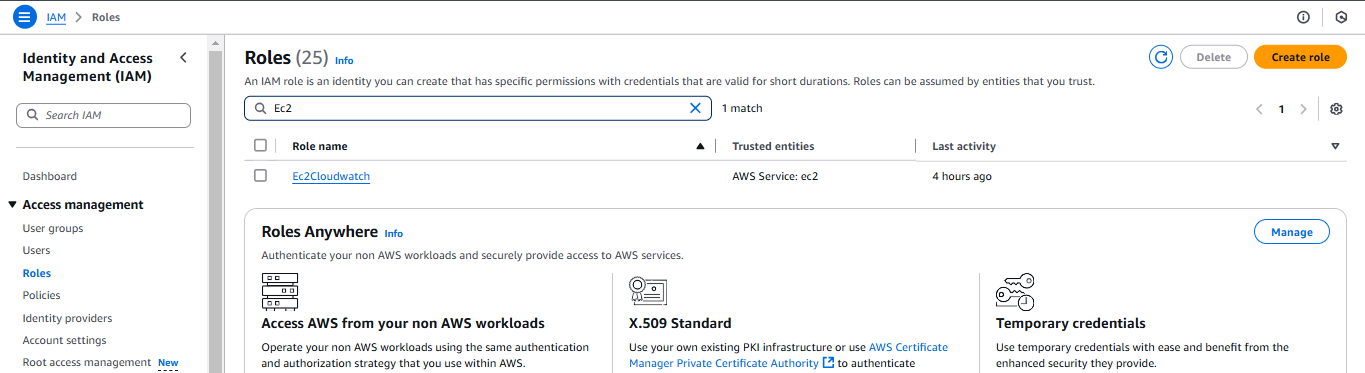 IAM > Roles
Identity and Access
Management (IAM)
Search IAM
Dashboard
Access management
User groups
Users
Roles
Policies
Identity providers
Account settings
Root access management New
Roles (25) Info
Delete
Create role
An IAM role is an identity you can create that has specific permissions with credentials that are valid for short durations. Roles can be assumed by entities that you trust.
Ec2
1 match
1
Role name Trusted entities Last activity
Ec2Cloudwatch AWS Service: ec2 4 hours ago
Roles Anywhere Info
Manage
Authenticate your non AWS workloads and securely provide access to AWS services.
Access AWS from your non AWS workloads
Operate your non AWS workloads using the same authentication
and authorization strategy that you use within AWS.
X.509 Standard
Use your own existing PKI infrastructure or use AWS Certificate
Manager Private Certificate Authority to authenticate
Temporary credentials
Use temporary credentials with ease and benefit from the
enhanced security they provide.